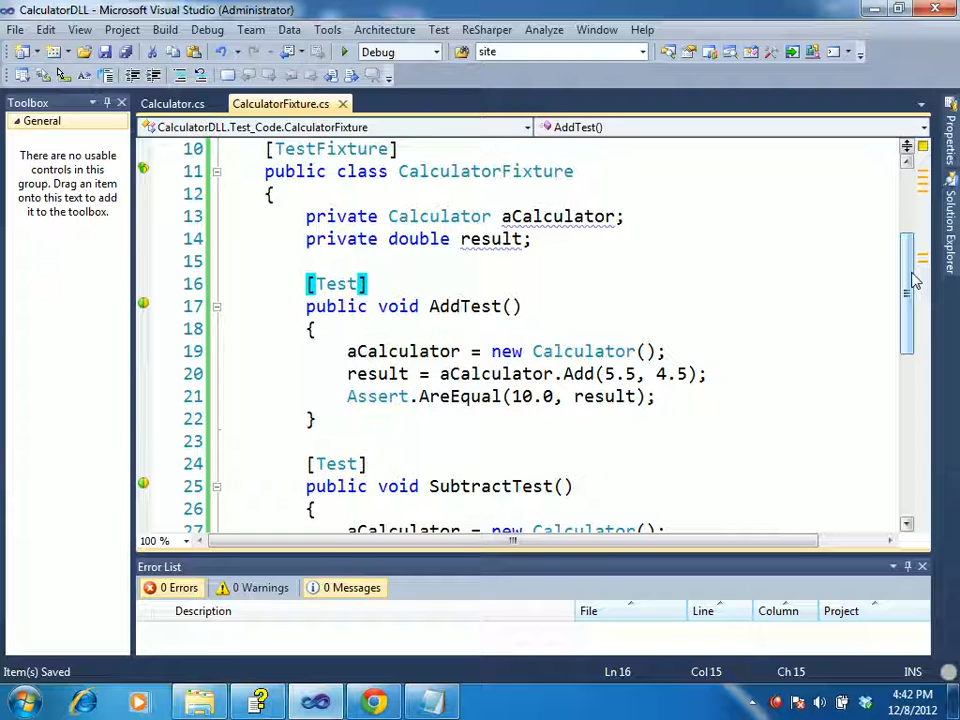 CalculatorDLL - Microsoft Visual Studio (Administrator)
File Edit View Project Build Debug Team Data Tools Architecture Test ReSharper Analyze Window Help
Debug site
Toolbox
Calculator.cs CalculatorFixture.cs
General
CalculatorDLL.Test_Code.CalculatorFixture AddTest()
There are no usable
controls in this
group. Drag an item
onto this text to add
it to the toolbox.
10 [TestFixture]
11 public class CalculatorFixture
12 {
13 private Calculator aCalculator;
14 private double result;
15
16 [Test]
17 public void AddTest()
18 {
19 aCalculator = new Calculator();
20 result = aCalculator.Add(5.5, 4.5);
21 Assert.AreEqual(10.0, result);
22 }
23
24 [Test]
25 public void SubtractTest()
26 {
27 aCalculator = new Calculator();
100 %
Properties
Solution Explorer
Error List
0 Errors 0 Warnings 0 Messages
Description File Line Column Project
Item(s) Saved Ln 16 Col 15 Ch 15 INS
4:42 PM
12/8/2012